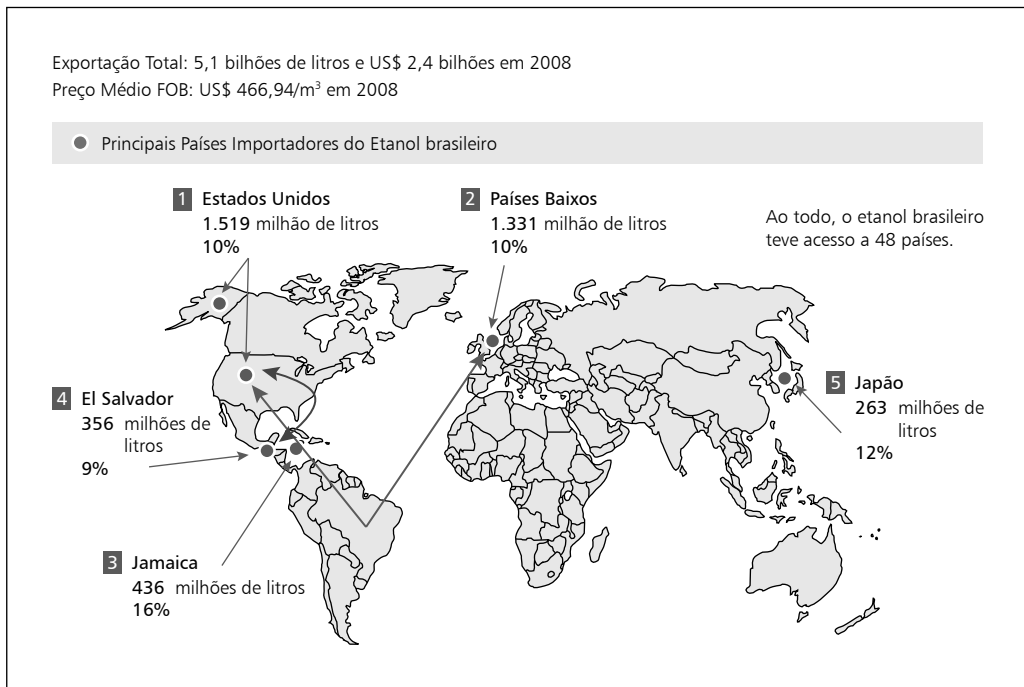 Exportação Total: 5,1 bilhões de litros e US$ 2,4 bilhões em 2008
Preço Médio FOB: US$ 466,94/m³ em 2008
Principais Países Importadores do Etanol brasileiro
1 Estados Unidos
1.519 milhão de litros
10%
2 Países Baixos
1.331 milhão de litros
10%
Ao todo, o etanol brasileiro
teve acesso a 48 países.
4 El Salvador
356 milhões de
litros
9%
5 Japão
263 milhões de
litros
12%
3 Jamaica
436 milhões de litros
16%